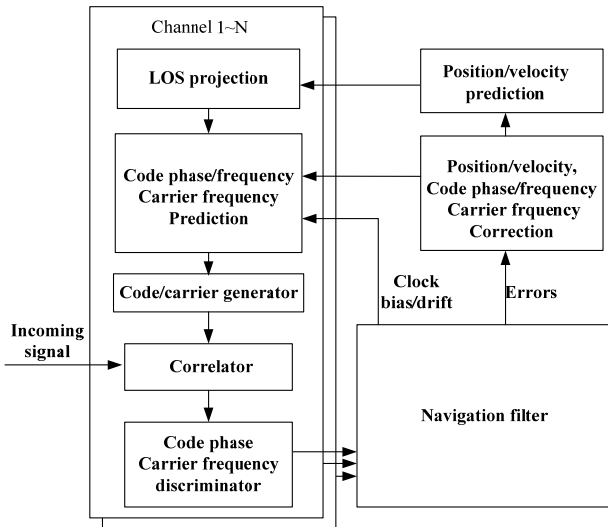 Channel 1~N
LOS projection
Position/velocity
prediction
Code phase/frequency
Carrier frequency
Prediction
Position/velocity,
Code phase/frequency
Carrier frquency
Correction
Code/carrier generator
Clock
bias/drift
Errors
Incoming
signal
Correlator
Navigation filter
Code phase
Carrier frequency
discriminator